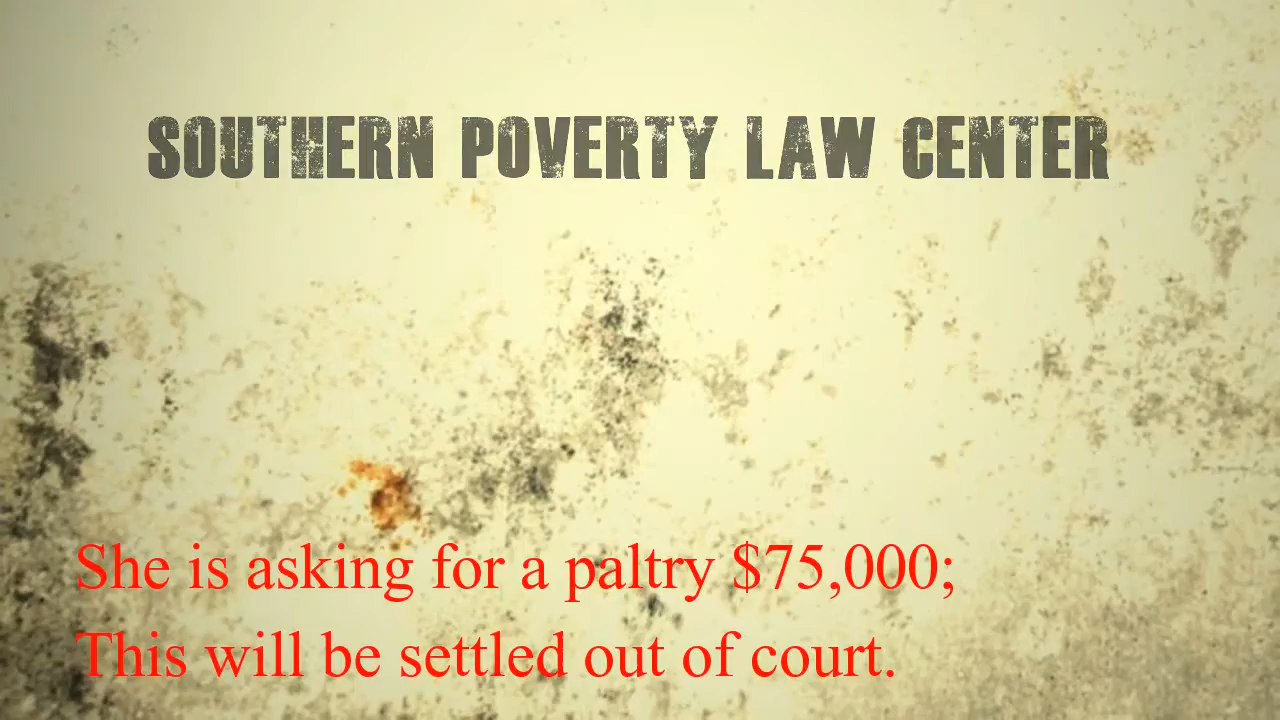 SOUTHERN POVERTY LAW CENTER
She is asking for a paltry $75,000;
This will be settled out of court.